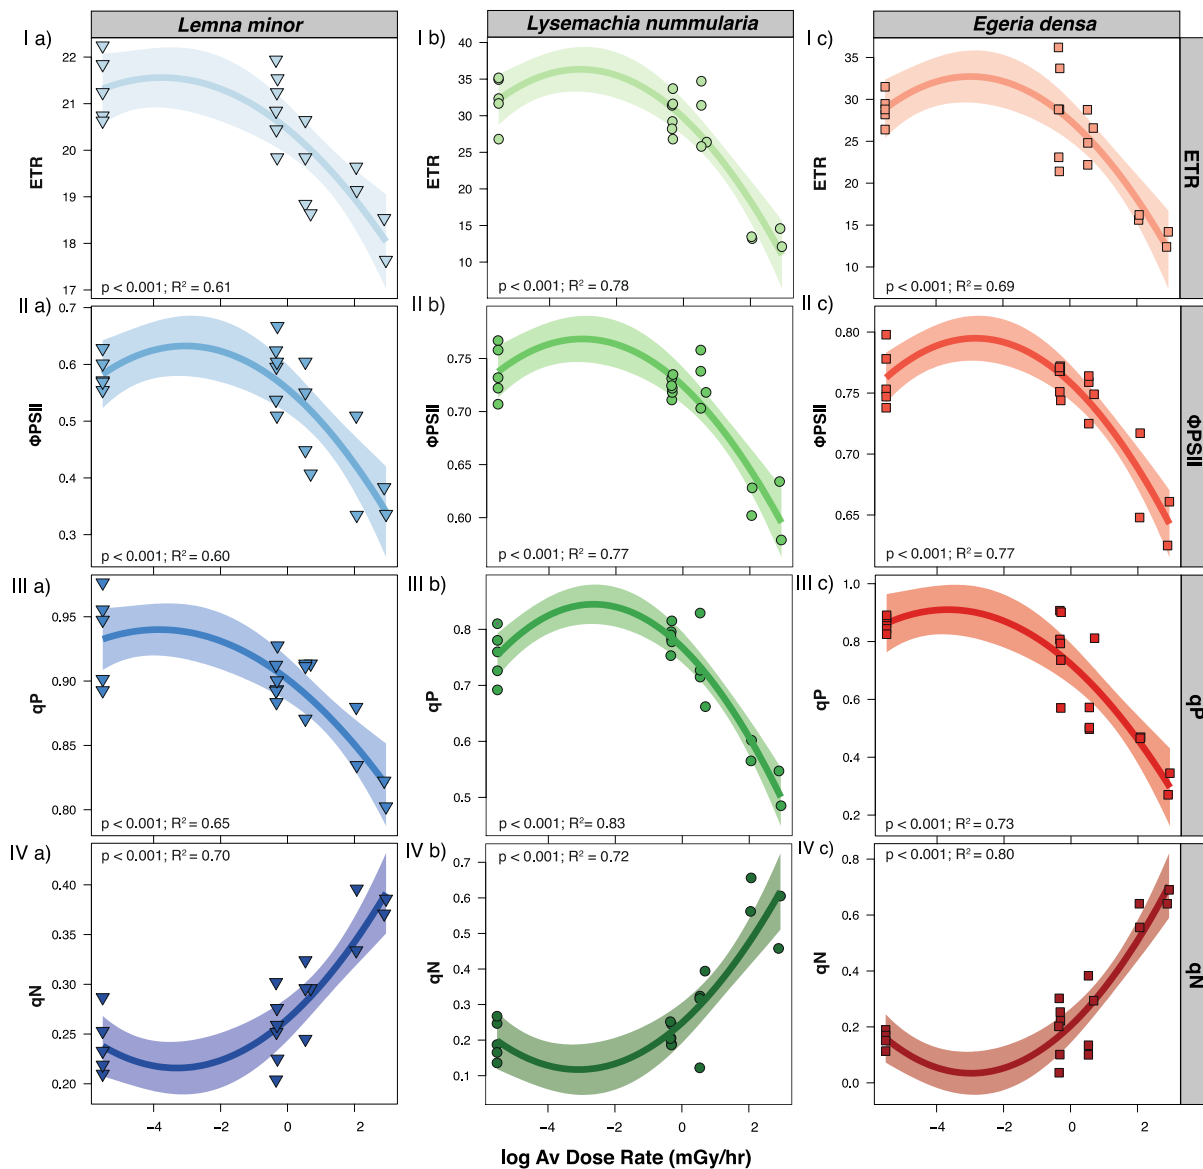 Lemna minor
Lysemachia nummularia
Egeria densa
I a)
I b)
I c)
22
21
20
19
18
17
ETR
p < 0.001; R² = 0.61
40
35
30
25
20
15
10
ETR
p < 0.001; R² = 0.78
35
30
25
20
15
10
ETR
p < 0.001; R² = 0.69
ETR
II a)
II b)
II c)
0.7
0.6
0.5
0.4
0.3
ΦPSII
p < 0.001; R² = 0.60
0.75
0.70
0.65
0.60
ΦPSII
p < 0.001; R² = 0.77
0.80
0.75
0.70
0.65
ΦPSII
p < 0.001; R² = 0.77
ΦPSII
III a)
III b)
III c)
0.95
0.90
0.85
0.80
qP
p < 0.001; R² = 0.65
0.8
0.7
0.6
0.5
qP
p < 0.001; R² = 0.83
1.0
0.8
0.6
0.4
0.2
qP
p < 0.001; R² = 0.73
qP
IV a)
IV b)
IV c)
p < 0.001; R² = 0.70
0.40
0.35
0.30
0.25
0.20
qN
p < 0.001; R² = 0.72
0.7
0.6
0.5
0.4
0.3
0.2
0.1
qN
p < 0.001; R² = 0.80
0.8
0.6
0.4
0.2
0.0
qN
qN
−4 −2 0 2
−4 −2 0 2
−4 −2 0 2
log Av Dose Rate (mGy/hr)